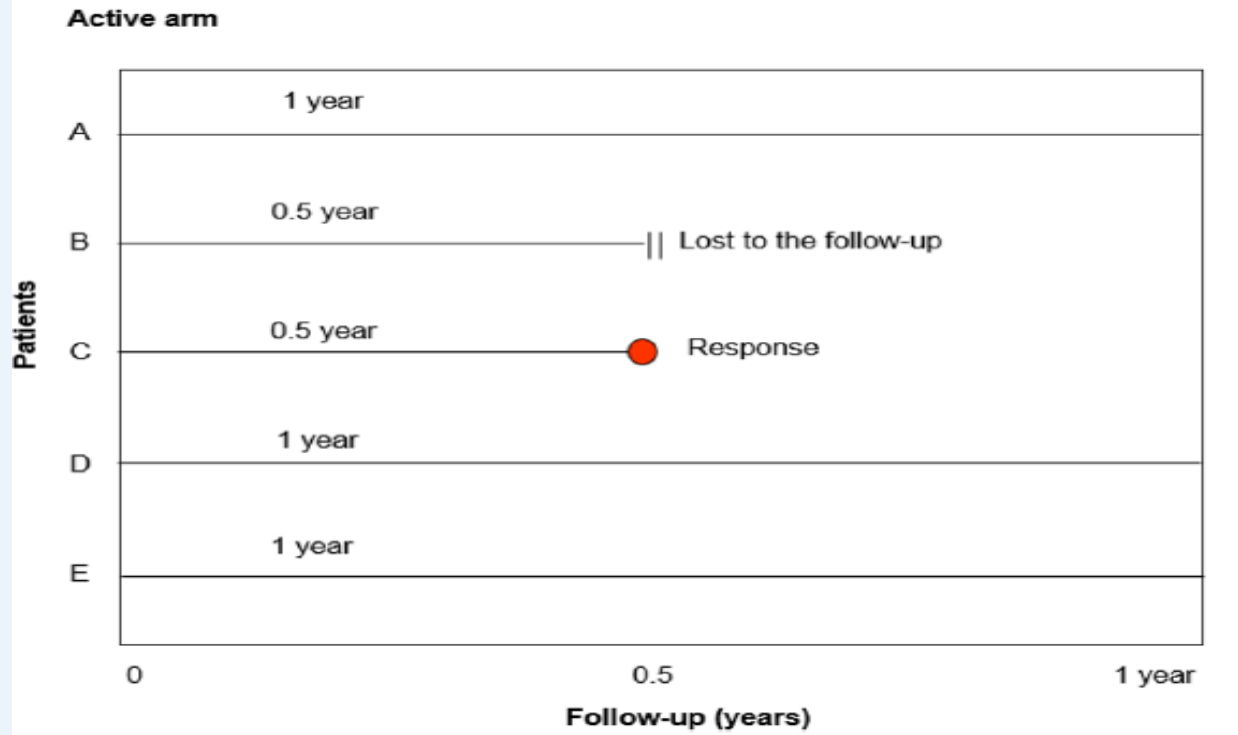 Active arm
1 year
A
0.5 year
B
Lost to the follow-up
Patients
0.5 year
C
Response
1 year
D
1 year
E
0
0.5
1 year
Follow-up (years)